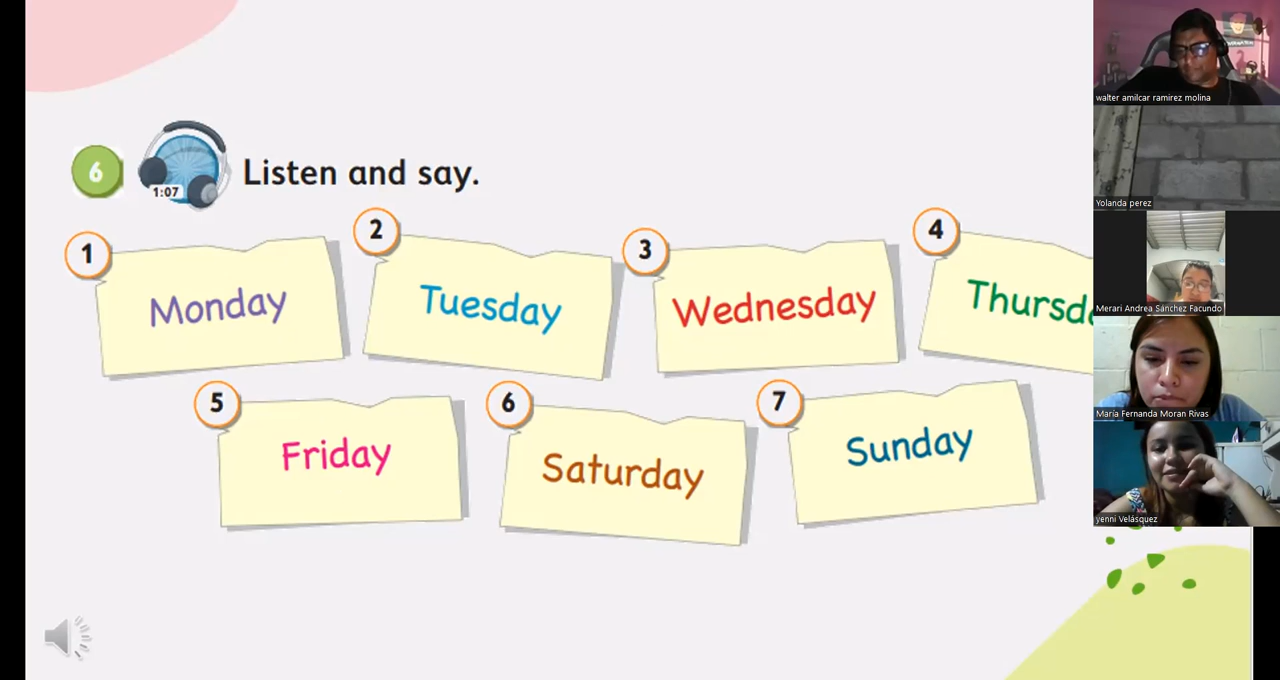 6
1:07
Listen and say.
1
Monday
2
Tuesday
3
Wednesday
4
5
Friday
6
Saturday
7
Sunday
walter amilcar ramirez molina
Yolanda perez
Merari Andrea Sánchez Facundo
María Fernanda Moran Rivas
yenni Velásquez